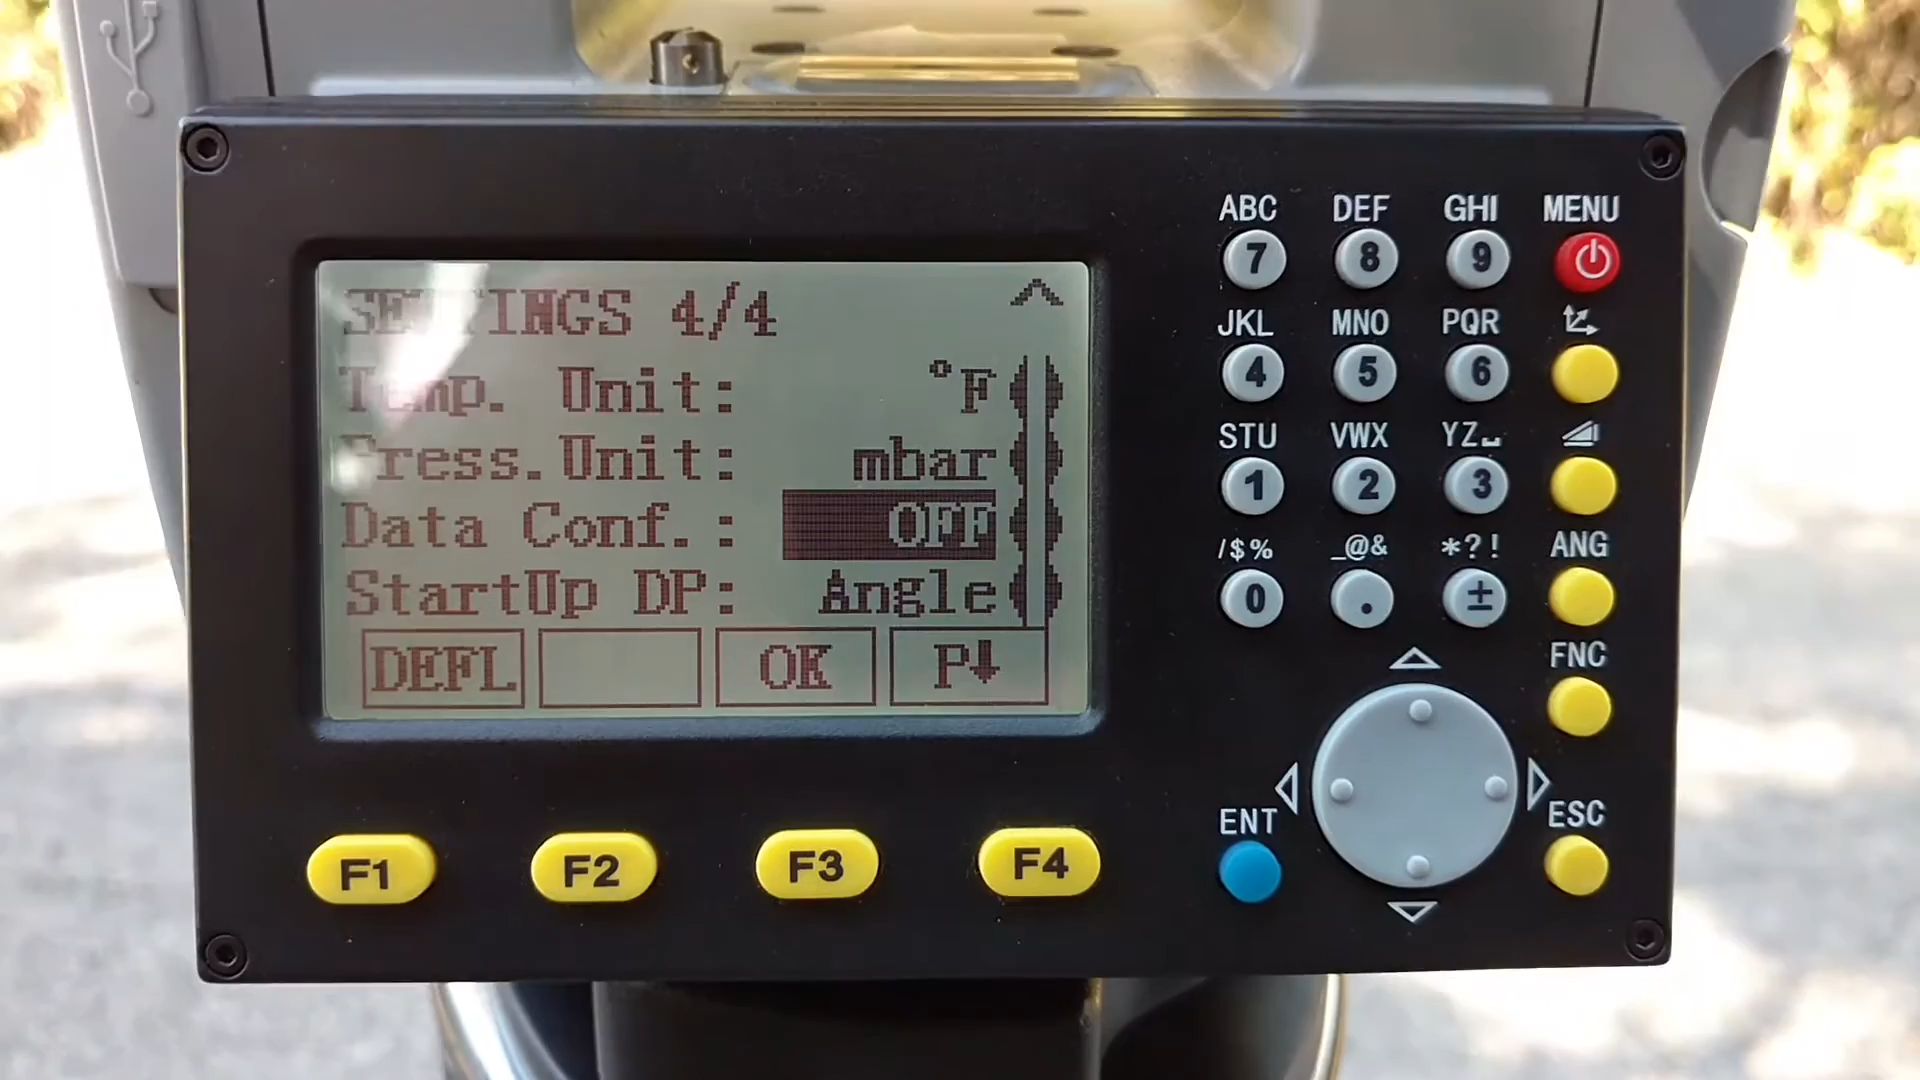 SETTINGS 4/4
Temp. Unit: °F
Press.Unit: mbar
Data Conf.: OFF
StartUp DP: Angle
DEFL OK P↓
ABC DEF GHI MENU
7 8 9
JKL MNO PQR
4 5 6
STU VWX YZ␣
1 2 3
/$% _@& *?! ANG
0 . ±
FNC
ENT ESC
F1 F2 F3 F4